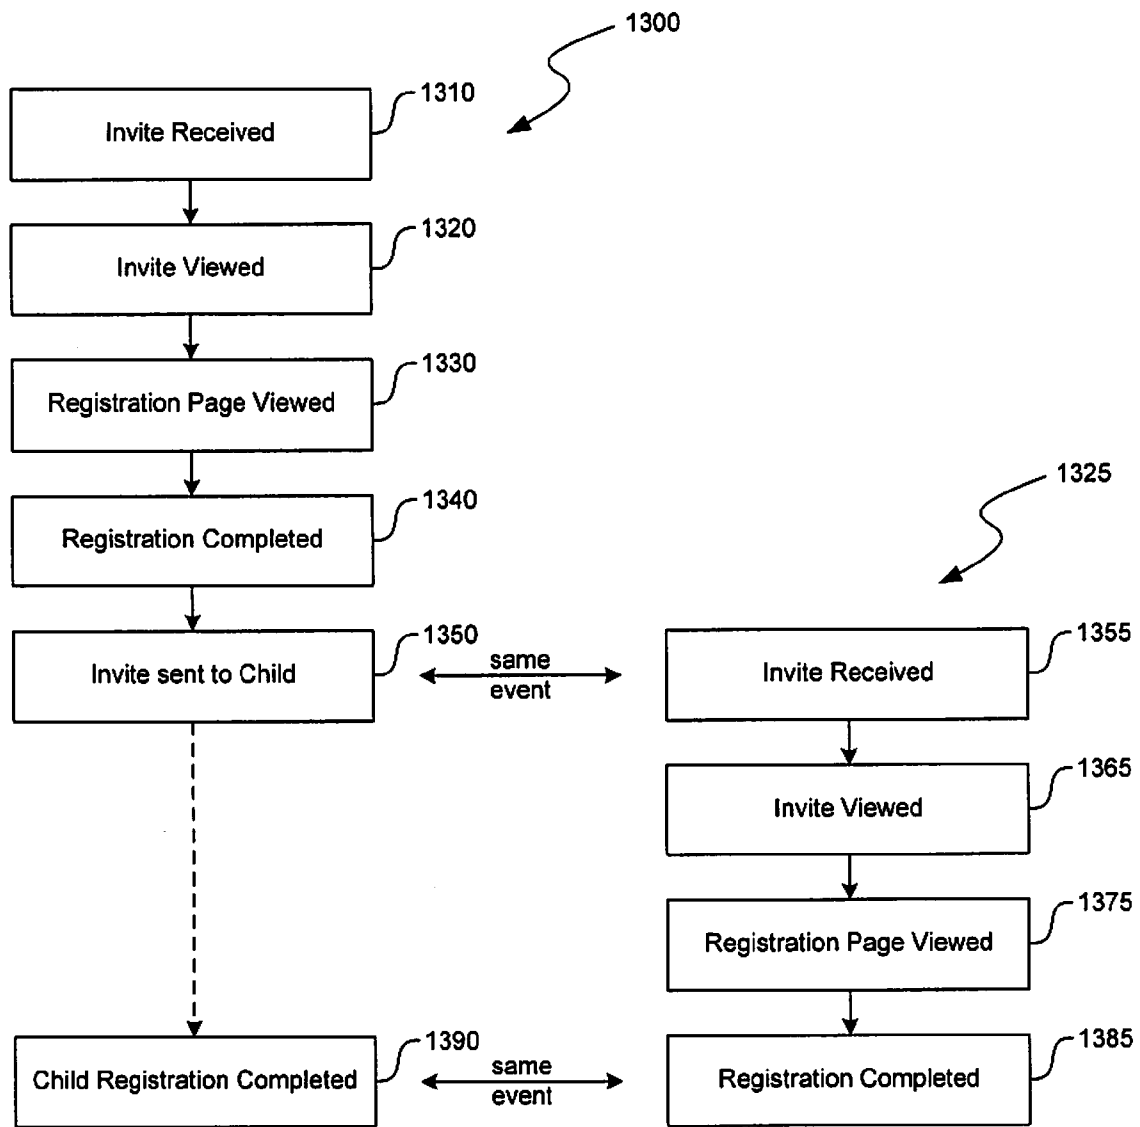 1300
1310
Invite Received
1320
Invite Viewed
1330
Registration Page Viewed
1340
Registration Completed
1325
1350
Invite sent to Child
same
event
1355
Invite Received
1365
Invite Viewed
1375
Registration Page Viewed
1390
Child Registration Completed
same
event
1385
Registration Completed